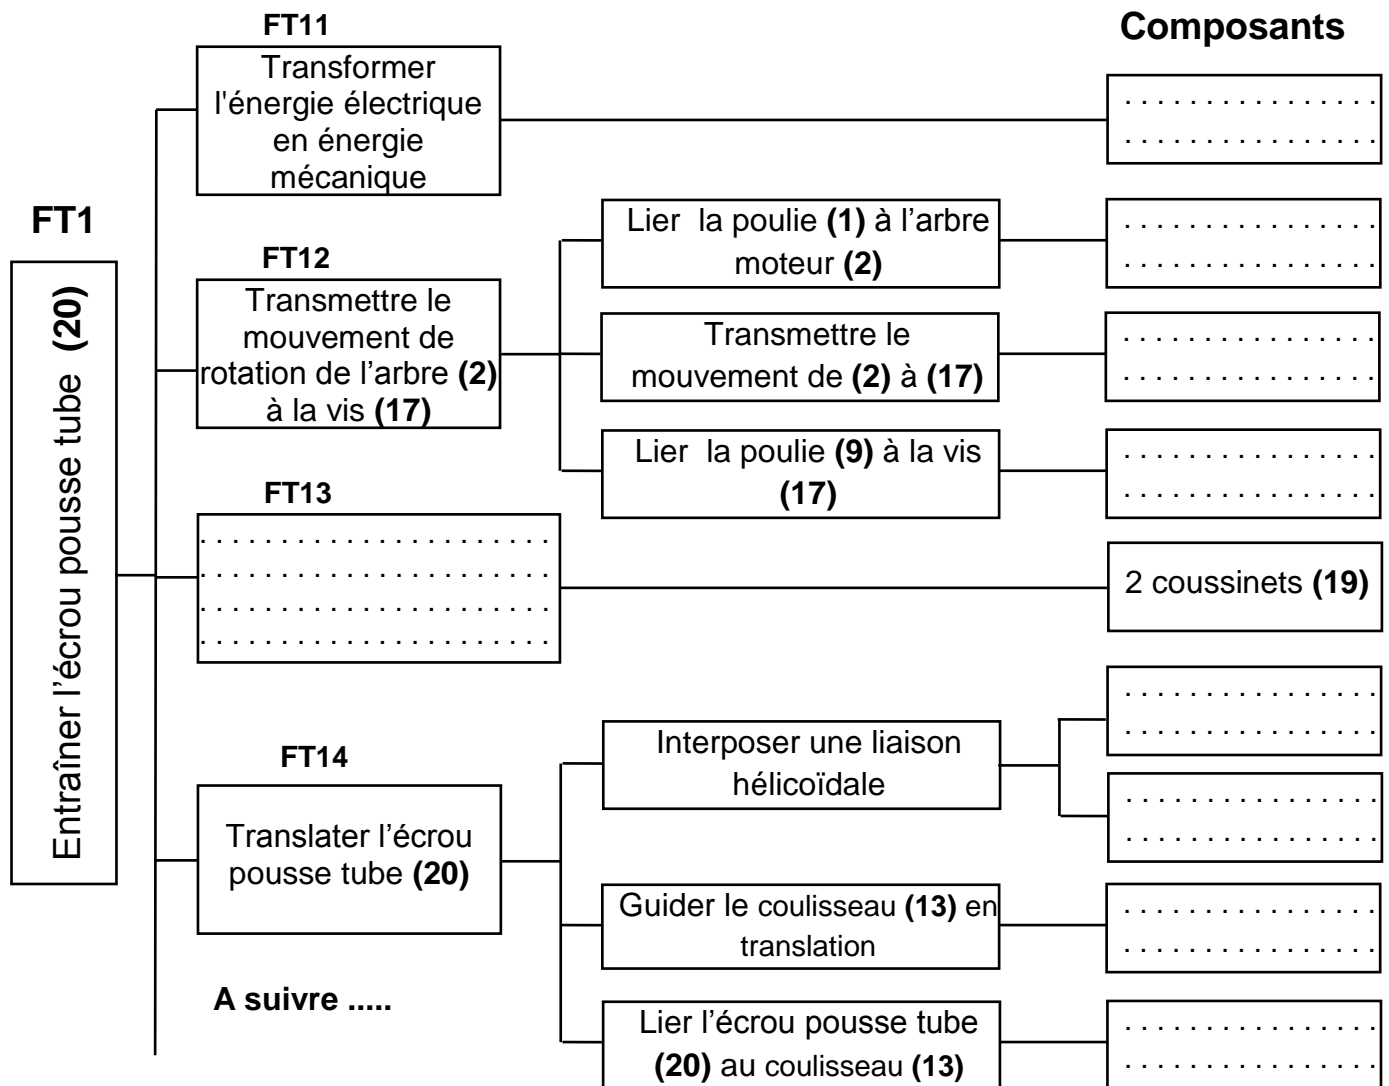 FT11
Composants
Transformer
l'énergie électrique
en énergie
mécanique
. . . . . . . . . . . . . . . .
. . . . . . . . . . . . . . . .
FT1
Entraîner l’écrou pousse tube (20)
FT12
Transmettre le
mouvement de
rotation de l’arbre (2)
à la vis (17)
Lier la poulie (1) à l’arbre
moteur (2)
. . . . . . . . . . . . . . . .
. . . . . . . . . . . . . . . .
Transmettre le
mouvement de (2) à (17)
. . . . . . . . . . . . . . . .
. . . . . . . . . . . . . . . .
Lier la poulie (9) à la vis
(17)
. . . . . . . . . . . . . . . .
. . . . . . . . . . . . . . . .
FT13
. . . . . . . . . . . . . . . . . . . . . .
. . . . . . . . . . . . . . . . . . . . . .
. . . . . . . . . . . . . . . . . . . . . .
. . . . . . . . . . . . . . . . . . . . . .
2 coussinets (19)
FT14
Translater l’écrou
pousse tube (20)
Interposer une liaison
hélicoïdale
. . . . . . . . . . . . . . . .
. . . . . . . . . . . . . . . .
. . . . . . . . . . . . . . . .
. . . . . . . . . . . . . . . .
Guider le coulisseau (13) en
translation
. . . . . . . . . . . . . . . .
. . . . . . . . . . . . . . . .
Lier l’écrou pousse tube
(20) au coulisseau (13)
. . . . . . . . . . . . . . . .
. . . . . . . . . . . . . . . .
A suivre .....